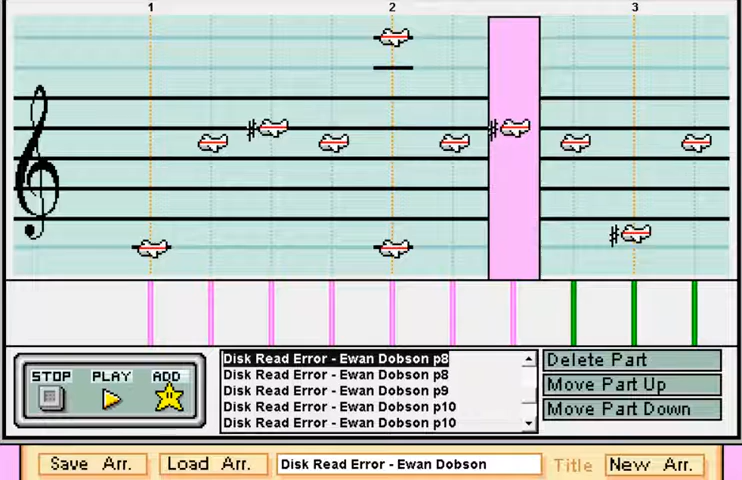 1 2 3
STOP PLAY ADD
Disk Read Error - Ewan Dobson p8
Disk Read Error - Ewan Dobson p8
Disk Read Error - Ewan Dobson p9
Disk Read Error - Ewan Dobson p10
Disk Read Error - Ewan Dobson p10
Delete Part
Move Part Up
Move Part Down
Save Arr. Load Arr. Disk Read Error - Ewan Dobson Title New Arr.